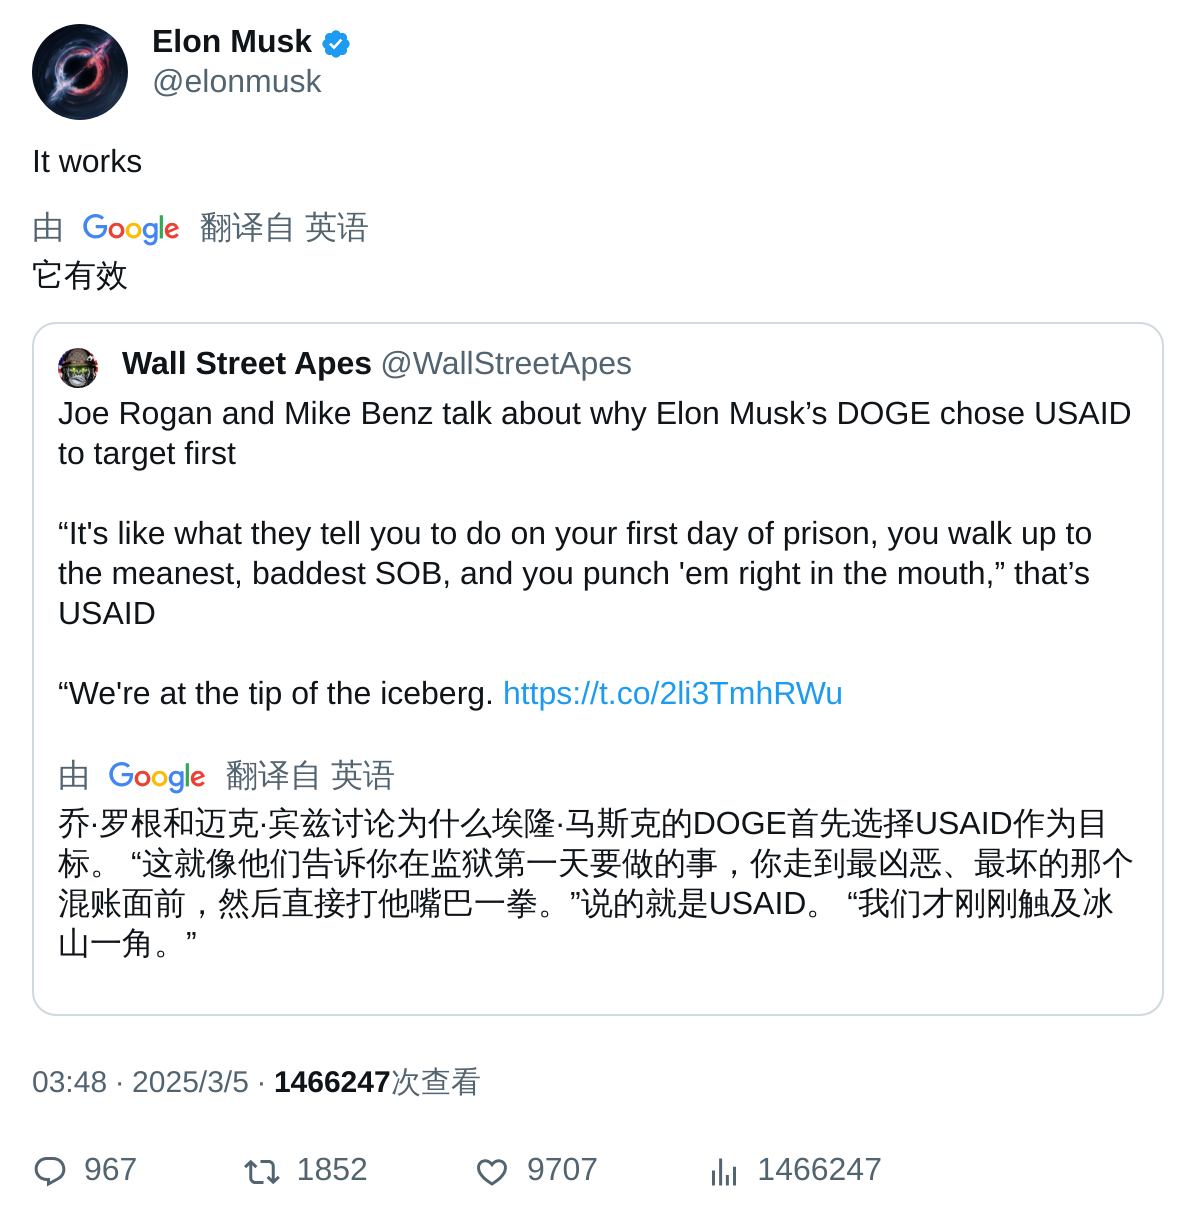 Elon Musk
@elonmusk
It works
由 Google 翻译自 英语
它有效
Wall Street Apes @WallStreetApes
Joe Rogan and Mike Benz talk about why Elon Musk’s DOGE chose USAID
to target first
“It's like what they tell you to do on your first day of prison, you walk up to
the meanest, baddest SOB, and you punch 'em right in the mouth,” that’s
USAID
“We're at the tip of the iceberg. https://t.co/2li3TmhRWu
由 Google 翻译自 英语
乔·罗根和迈克·宾兹讨论为什么埃隆·马斯克的DOGE首先选择USAID作为目
标。 “这就像他们告诉你在监狱第一天要做的事，你走到最凶恶、最坏的那个
混账面前，然后直接打他嘴巴一拳。”说的就是USAID。 “我们才刚刚触及冰
山一角。”
03:48 · 2025/3/5 · 1466247次查看
967 1852 9707 1466247